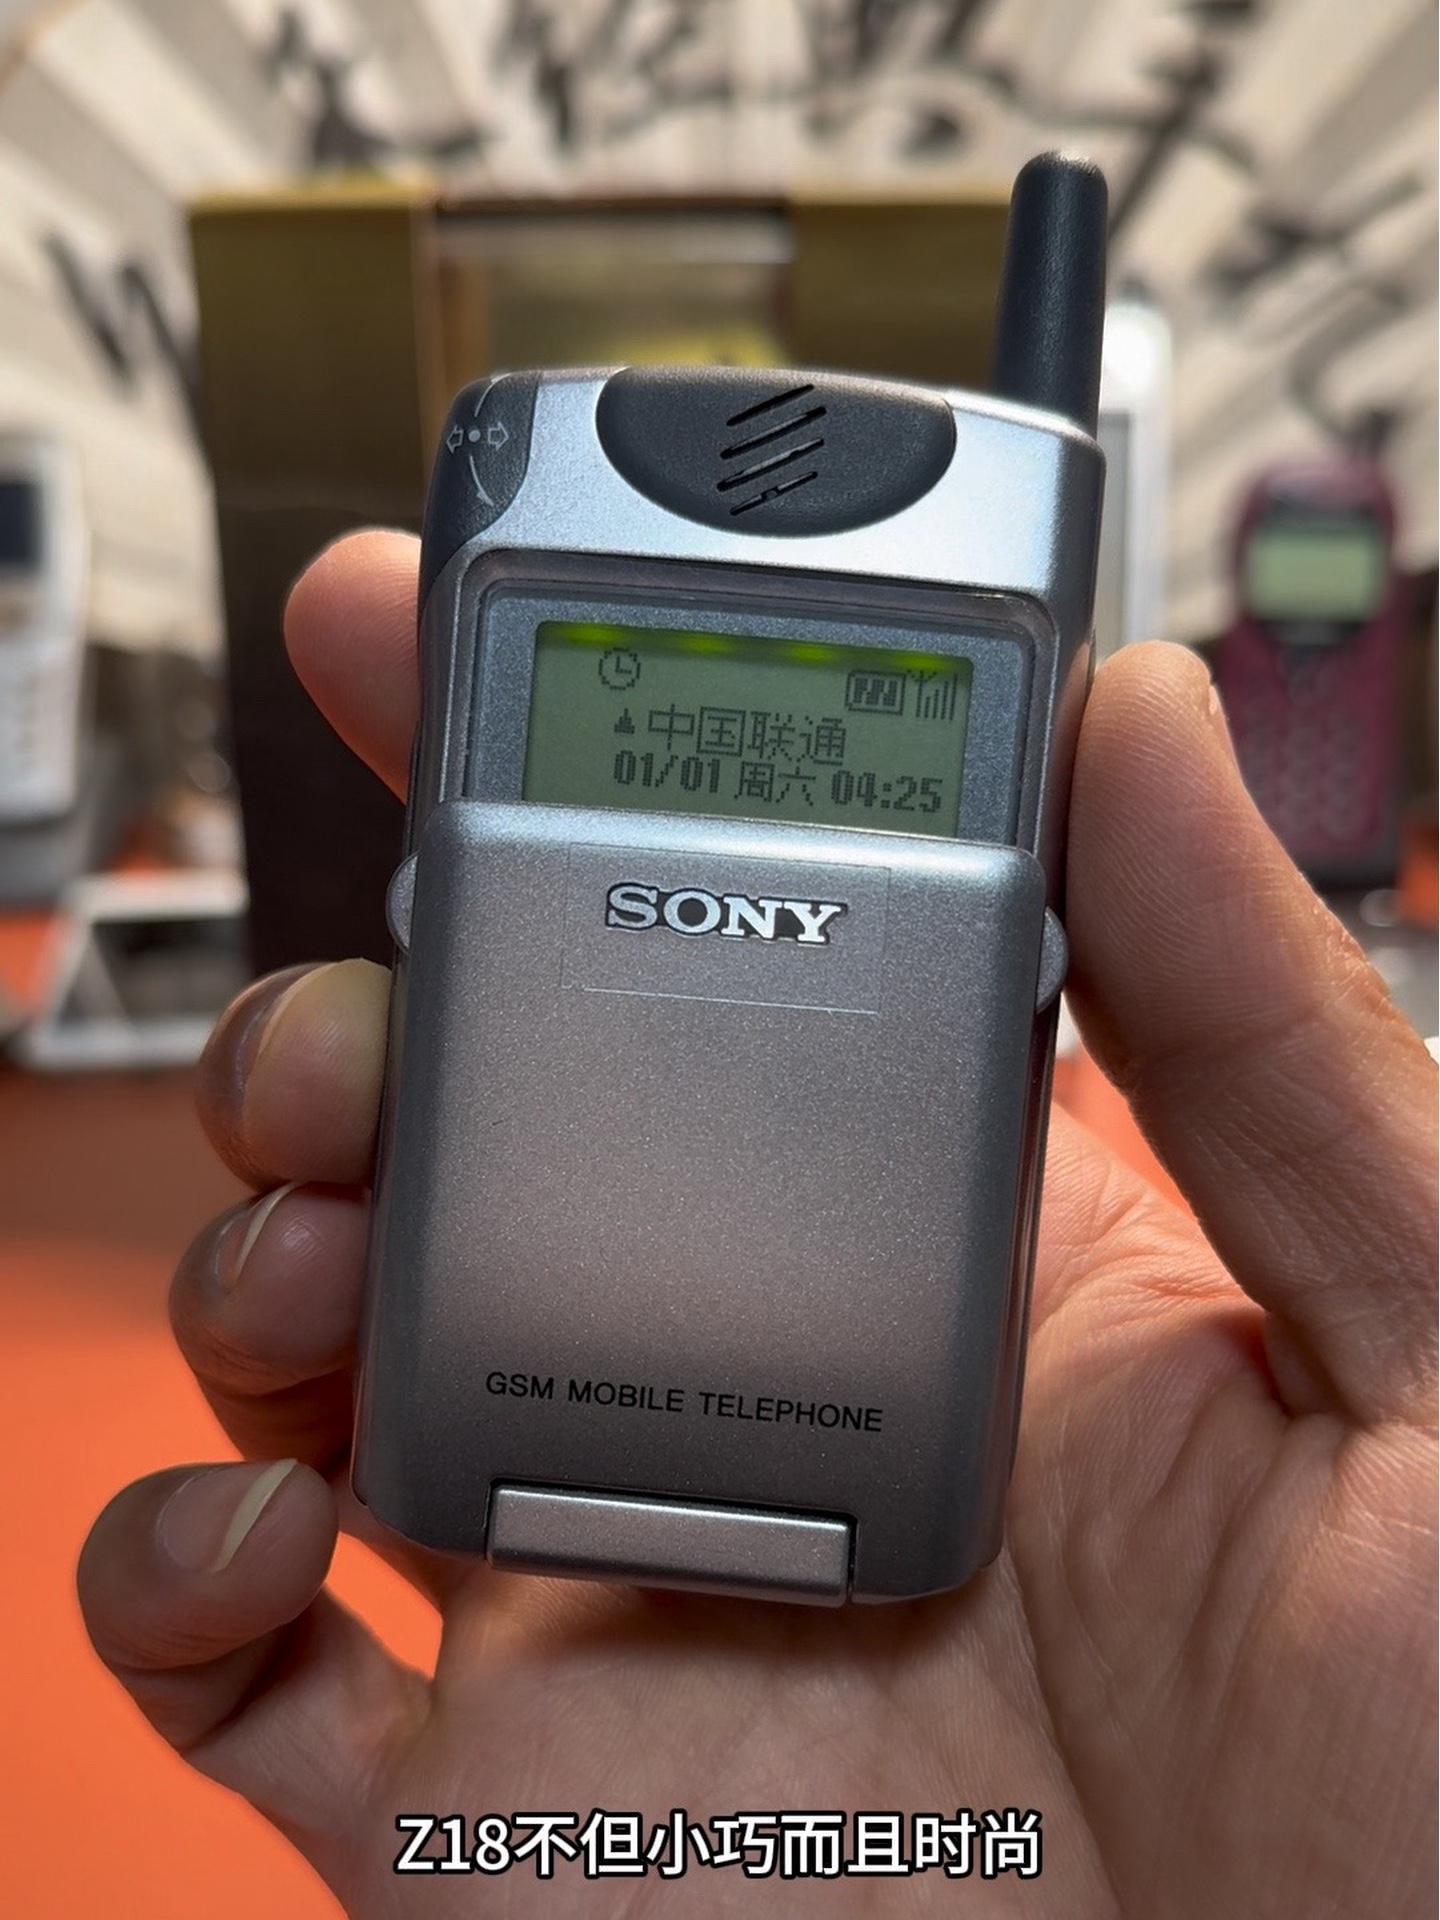 中国联通
01/01 周六 04:25
SONY
GSM MOBILE TELEPHONE
Z18不但小巧而且时尚